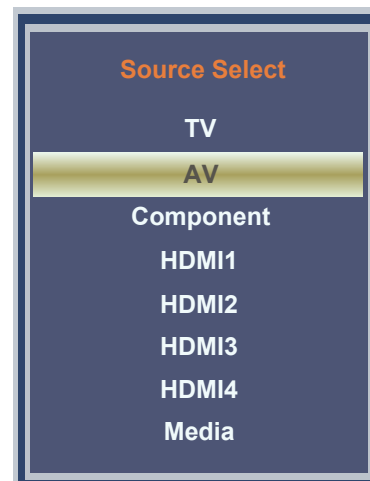 Source Select
TV
AV
Component
HDMI1
HDMI2
HDMI3
HDMI4
Media